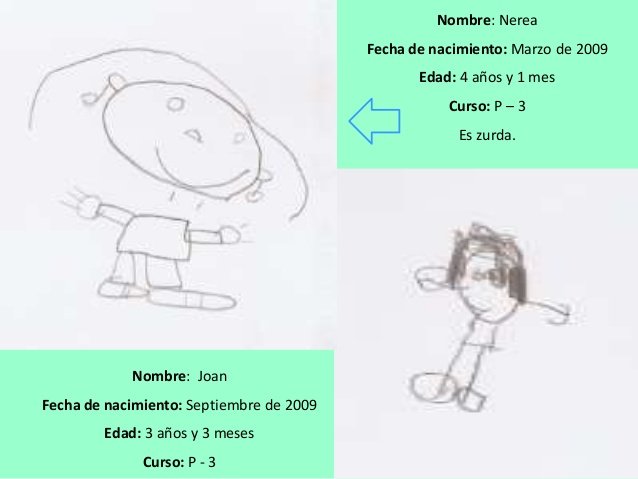 Nombre: Nerea
Fecha de nacimiento: Marzo de 2009
Edad: 4 años y 1 mes
Curso: P – 3
Es zurda.
Nombre: Joan
Fecha de nacimiento: Septiembre de 2009
Edad: 3 años y 3 meses
Curso: P - 3